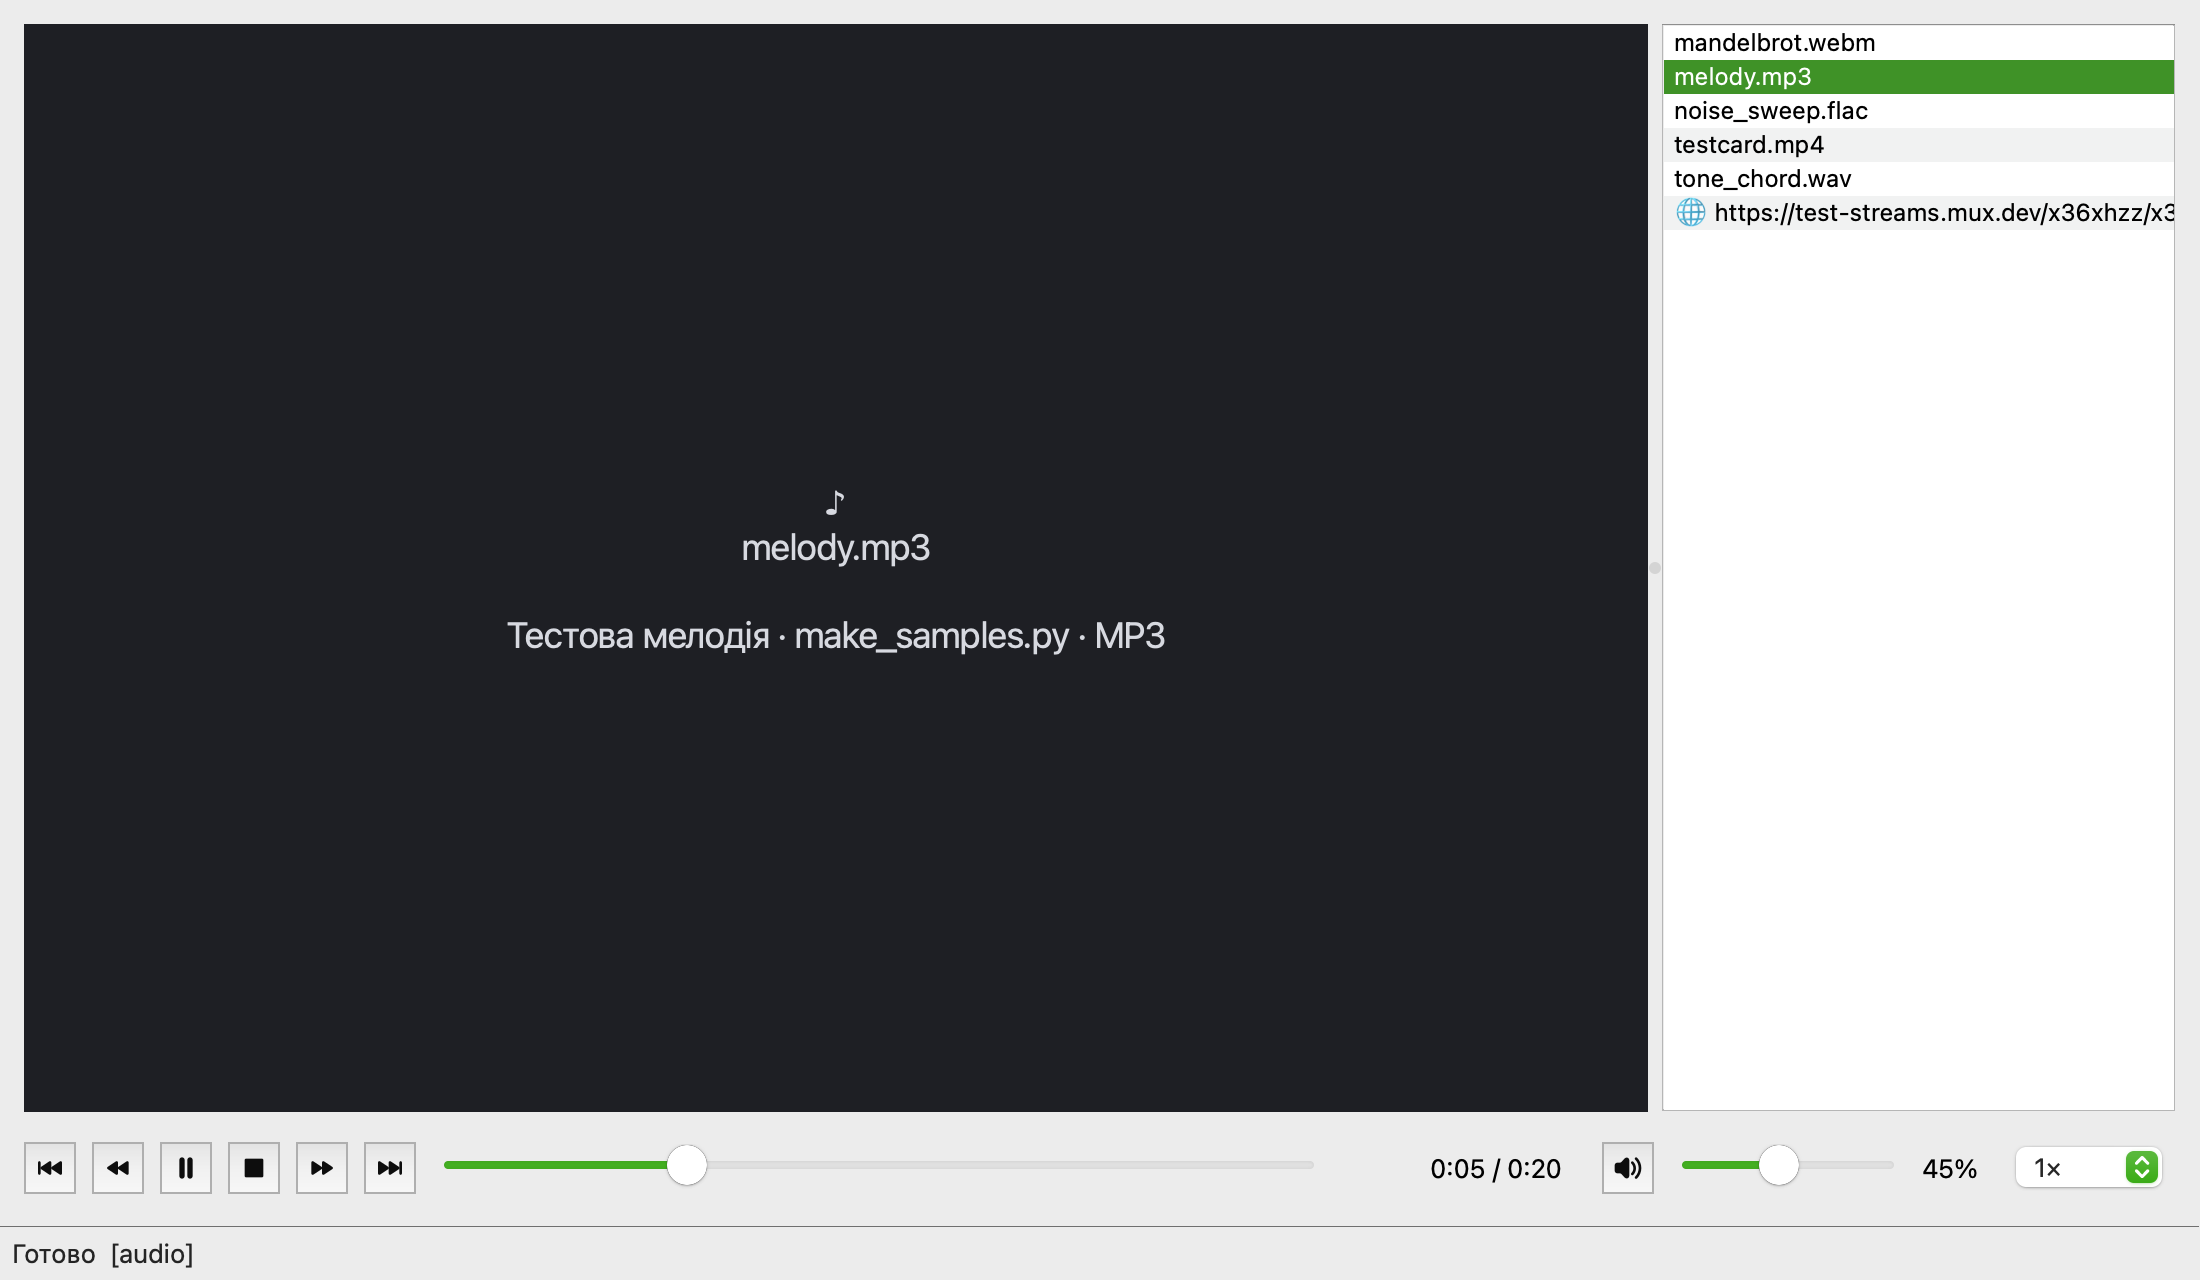 mandelbrot.webm
melody.mp3
noise_sweep.flac
testcard.mp4
tone_chord.wav
https://test-streams.mux.dev/x36xhzz/x3
♪
melody.mp3
Тестова мелодія · make_samples.py · MP3
0:05 / 0:20
45%
1×
Готово [audio]